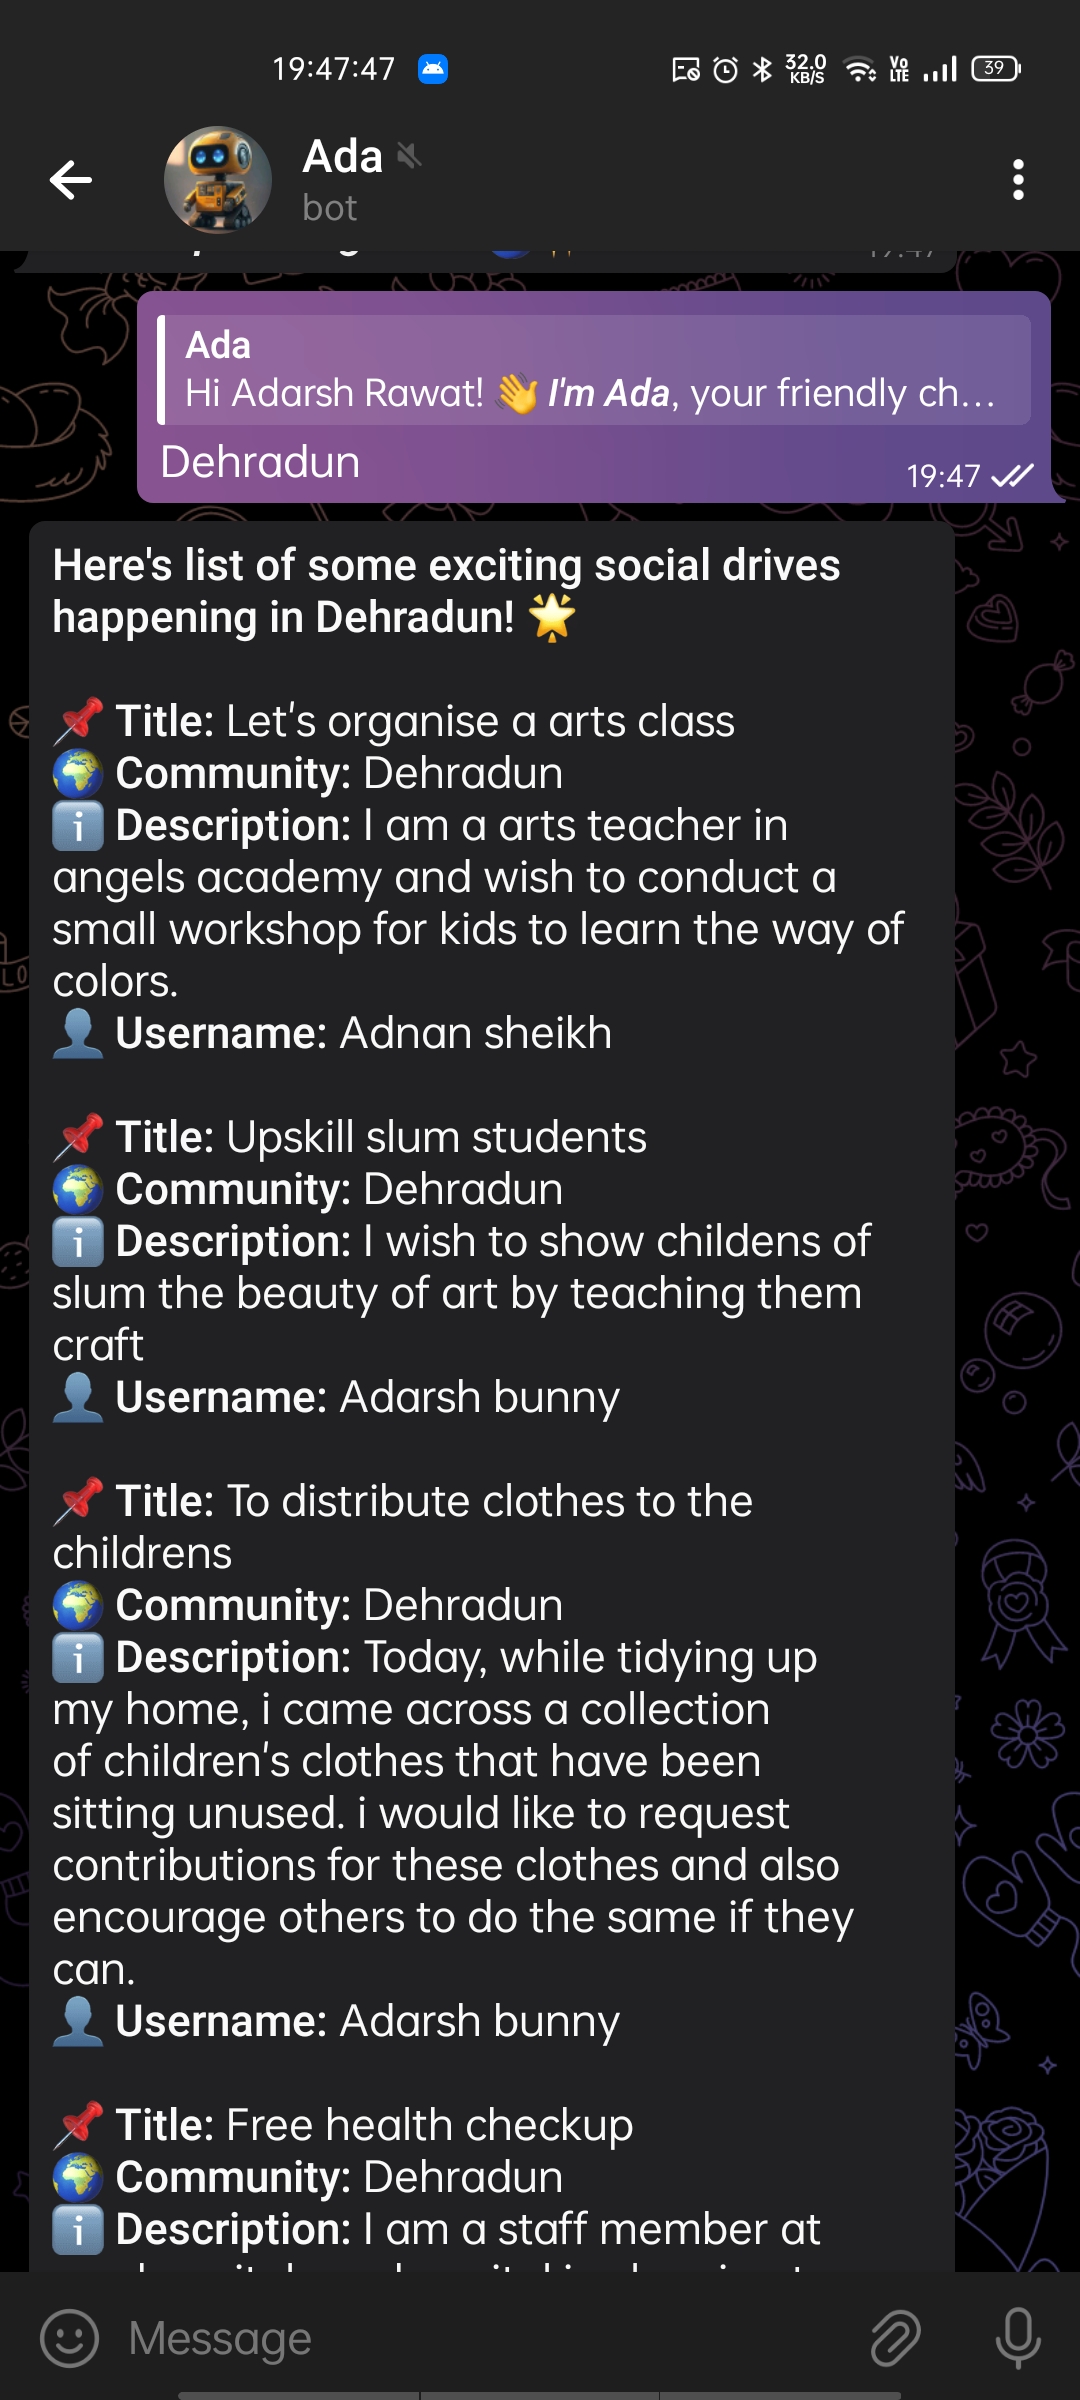 19:47:47
32.0
KB/S
Vo
LTE
39
Ada
bot
19:47
Ada
Hi Adarsh Rawat! 👋 I'm Ada, your friendly ch...
Dehradun
19:47
Here's list of some exciting social drives
happening in Dehradun! 🌟
📌 Title: Let's organise a arts class
🌍 Community: Dehradun
ℹ️ Description: I am a arts teacher in
angels academy and wish to conduct a
small workshop for kids to learn the way of
colors.
👤 Username: Adnan sheikh
📌 Title: Upskill slum students
🌍 Community: Dehradun
ℹ️ Description: I wish to show childens of
slum the beauty of art by teaching them
craft
👤 Username: Adarsh bunny
📌 Title: To distribute clothes to the
childrens
🌍 Community: Dehradun
ℹ️ Description: Today, while tidying up
my home, i came across a collection
of children's clothes that have been
sitting unused. i would like to request
contributions for these clothes and also
encourage others to do the same if they
can.
👤 Username: Adarsh bunny
📌 Title: Free health checkup
🌍 Community: Dehradun
ℹ️ Description: I am a staff member at
Message